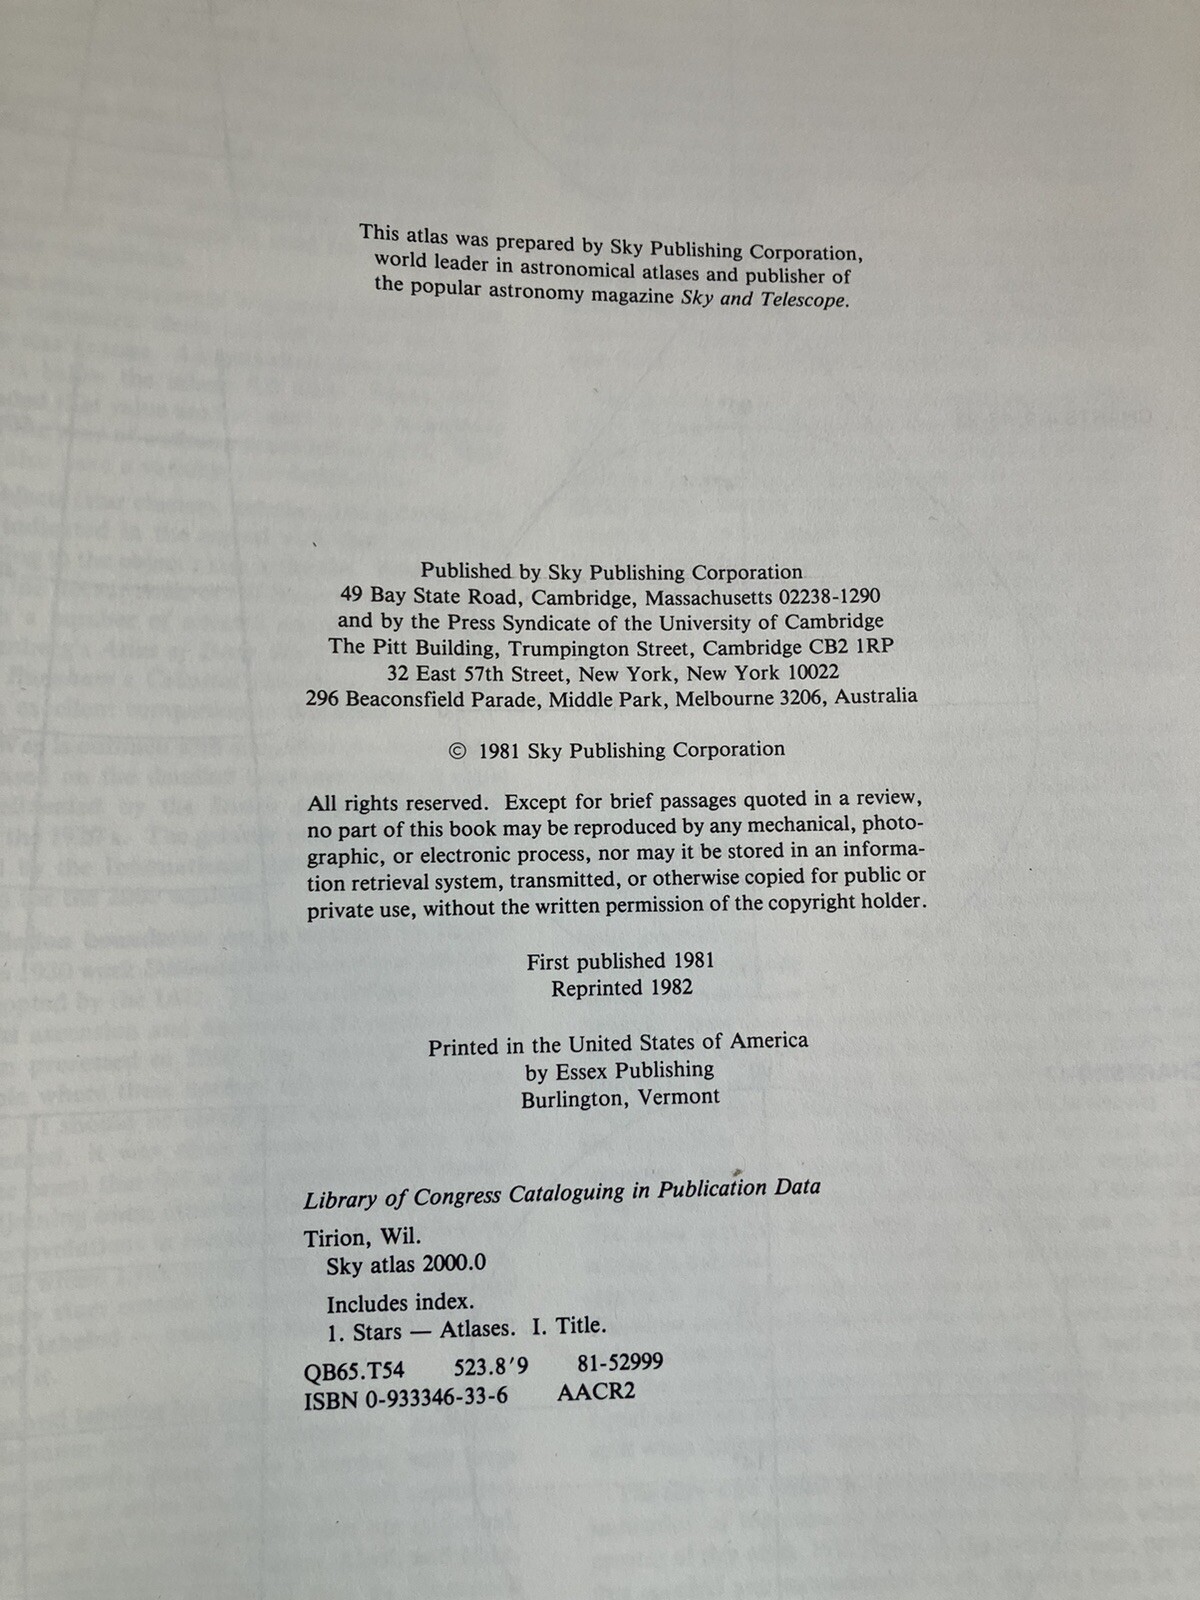 This atlas was prepared by Sky Publishing Corporation,
world leader in astronomical atlases and publisher of
the popular astronomy magazine Sky and Telescope.
Published by Sky Publishing Corporation
49 Bay State Road, Cambridge, Massachusetts 02238-1290
and by the Press Syndicate of the University of Cambridge
The Pitt Building, Trumpington Street, Cambridge CB2 1RP
32 East 57th Street, New York, New York 10022
296 Beaconsfield Parade, Middle Park, Melbourne 3206, Australia
© 1981 Sky Publishing Corporation
All rights reserved. Except for brief passages quoted in a review,
no part of this book may be reproduced by any mechanical, photo-
graphic, or electronic process, nor may it be stored in an informa-
tion retrieval system, transmitted, or otherwise copied for public or
private use, without the written permission of the copyright holder.
First published 1981
Reprinted 1982
Printed in the United States of America
by Essex Publishing
Burlington, Vermont
Library of Congress Cataloguing in Publication Data
Tirion, Wil.
Sky atlas 2000.0
Includes index.
1. Stars — Atlases. I. Title.
QB65.T54 523.8′9 81-52999
ISBN 0-933346-33-6 AACR2